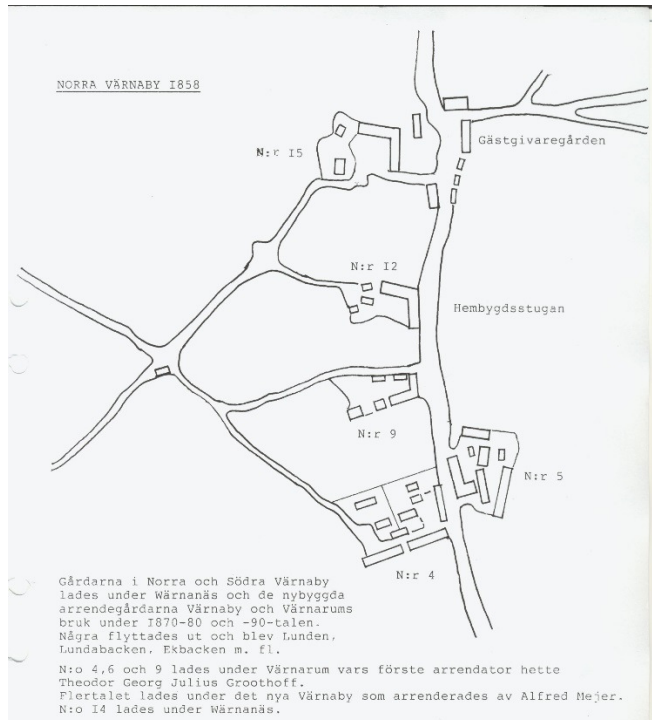 NORRA VÄRNABY I858
Gästgivaregården
N:r I5
N:r I2
Hembygdsstugan
N:r 9
N:r 5
N:r 4
Gårdarna i Norra och Södra Värnaby
lades under Wärnanäs och de nybyggda
arrendegårdarna Värnaby och Värnarums
bruk under I870-80 och -90-talen.
Några flyttades ut och blev Lunden,
Lundabacken, Ekbacken m. fl.
N:o 4,6 och 9 lades under Värnarum vars förste arrendator hette
Theodor Georg Julius Groothoff.
Flertalet lades under det nya Värnaby som arrenderades av Alfred Mejer.
N:o I4 lades under Wärnanäs.